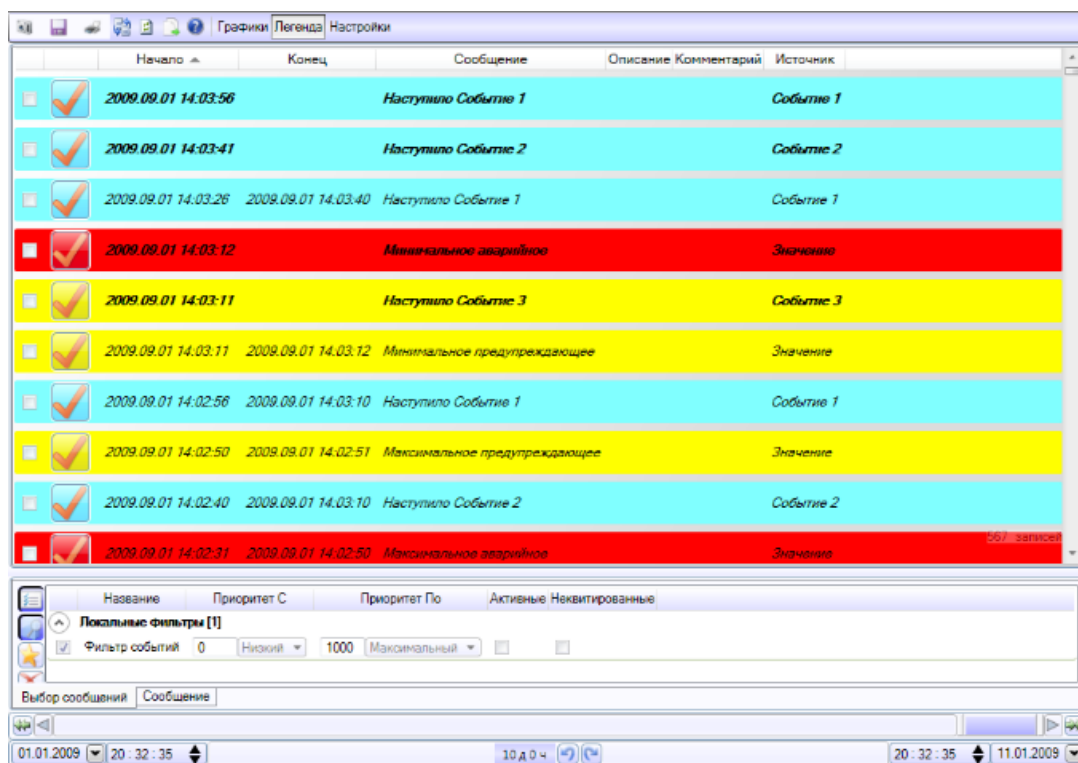 Графики Легенда Настройки
Начало Конец Сообщение Описание Комментарий Источник
2009.09.01 14:03:56 Наступило Событие 1 Событие 1
2009.09.01 14:03:41 Наступило Событие 2 Событие 2
2009.09.01 14:03:26 2009.09.01 14:03:40 Наступило Событие 1 Событие 1
2009.09.01 14:03:12 Минимальное аварийное Значение
2009.09.01 14:03:11 Наступило Событие 3 Событие 3
2009.09.01 14:03:11 2009.09.01 14:03:12 Минимальное предупреждающее Значение
2009.09.01 14:02:56 2009.09.01 14:03:10 Наступило Событие 1 Событие 1
2009.09.01 14:02:50 2009.09.01 14:02:51 Максимальное предупреждающее Значение
2009.09.01 14:02:40 2009.09.01 14:03:10 Наступило Событие 2 Событие 2
567 записей
2009.09.01 14:02:31 2009.09.01 14:02:50 Максимальное аварийное Значение
Название Приоритет С Приоритет По Активные Неквитированные
Локальные фильтры [1]
Фильтр событий 0 Низкий 1000 Максимальный
Выбор сообщений Сообщение
01.01.2009 20 : 32 : 35 10 д 0 ч 20 : 32 : 35 11.01.2009